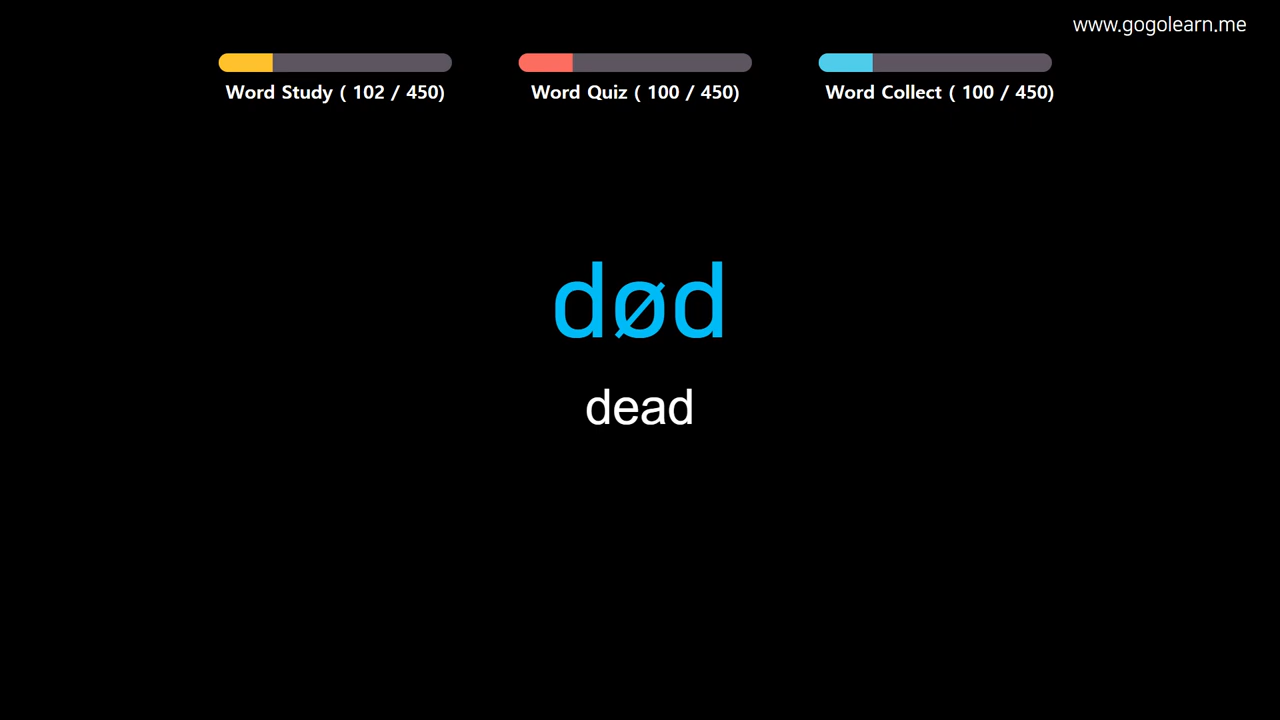 www.gogolearn.me
Word Study ( 102 / 450)
Word Quiz ( 100 / 450)
Word Collect ( 100 / 450)
død
dead